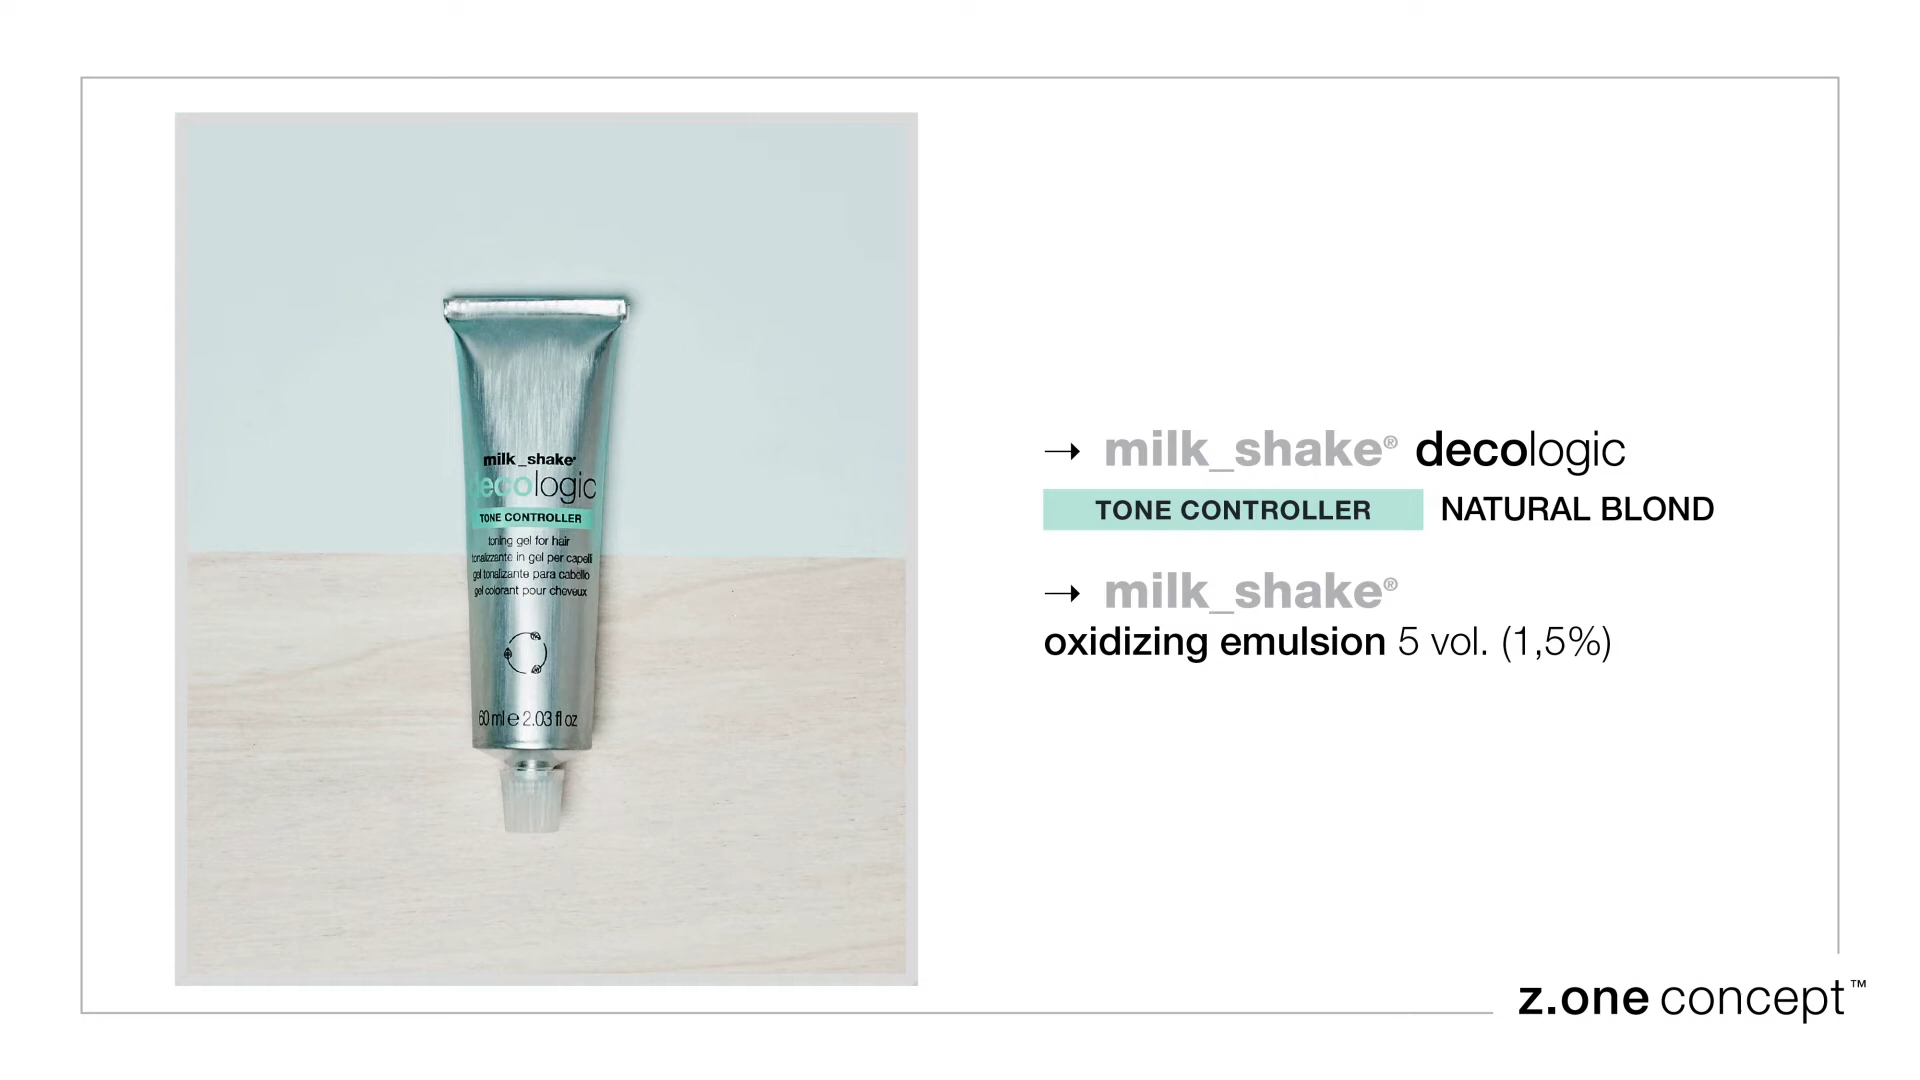 milk_shake®
decologic
TONE CONTROLLER
toning gel for hair
tonalizzante in gel per capelli
gel tonalizante para cabello
gel colorant pour cheveux
60 ml e 2.03 fl oz
→ milk_shake® decologic
TONE CONTROLLER NATURAL BLOND
→ milk_shake®
oxidizing emulsion 5 vol. (1,5%)
z.one concept™